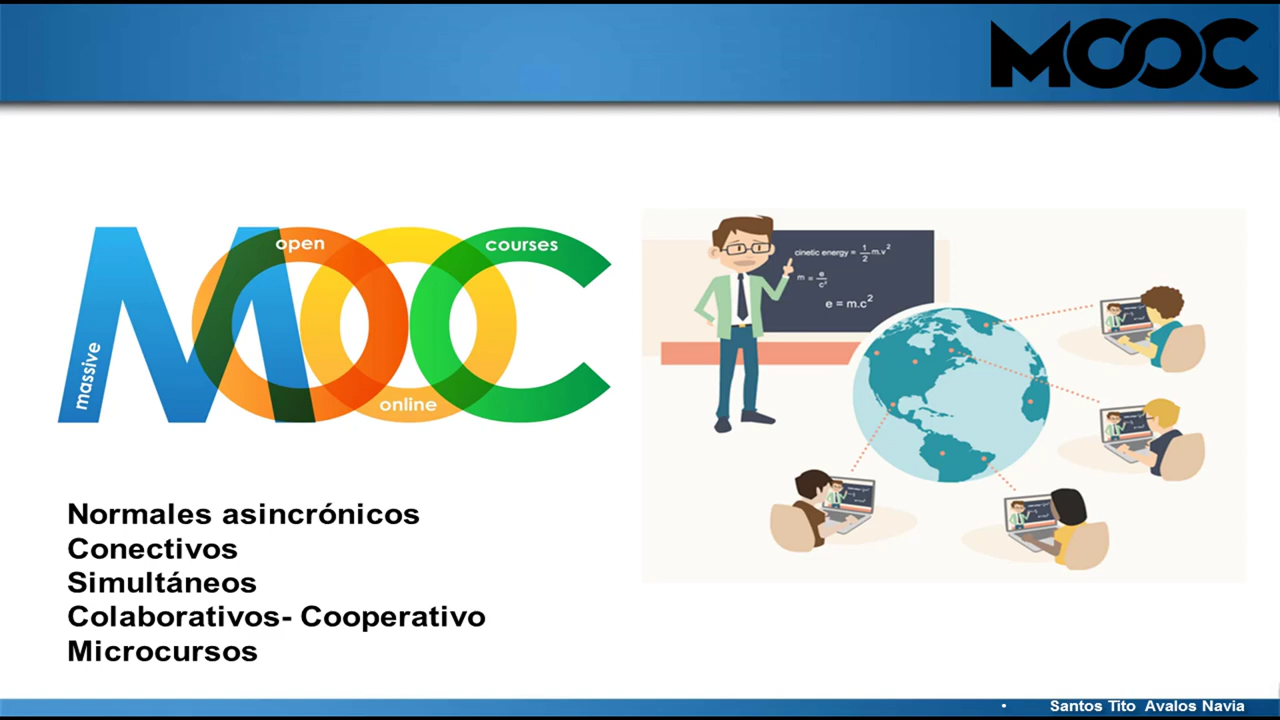 MOOC
MOOC
massive
open
online
courses
cinetic energy = 1/2 m.v²
m = e/c²
e = m.c²
Normales asincrónicos
Conectivos
Simultáneos
Colaborativos- Cooperativo
Microcursos
• Santos Tito Avalos Navia